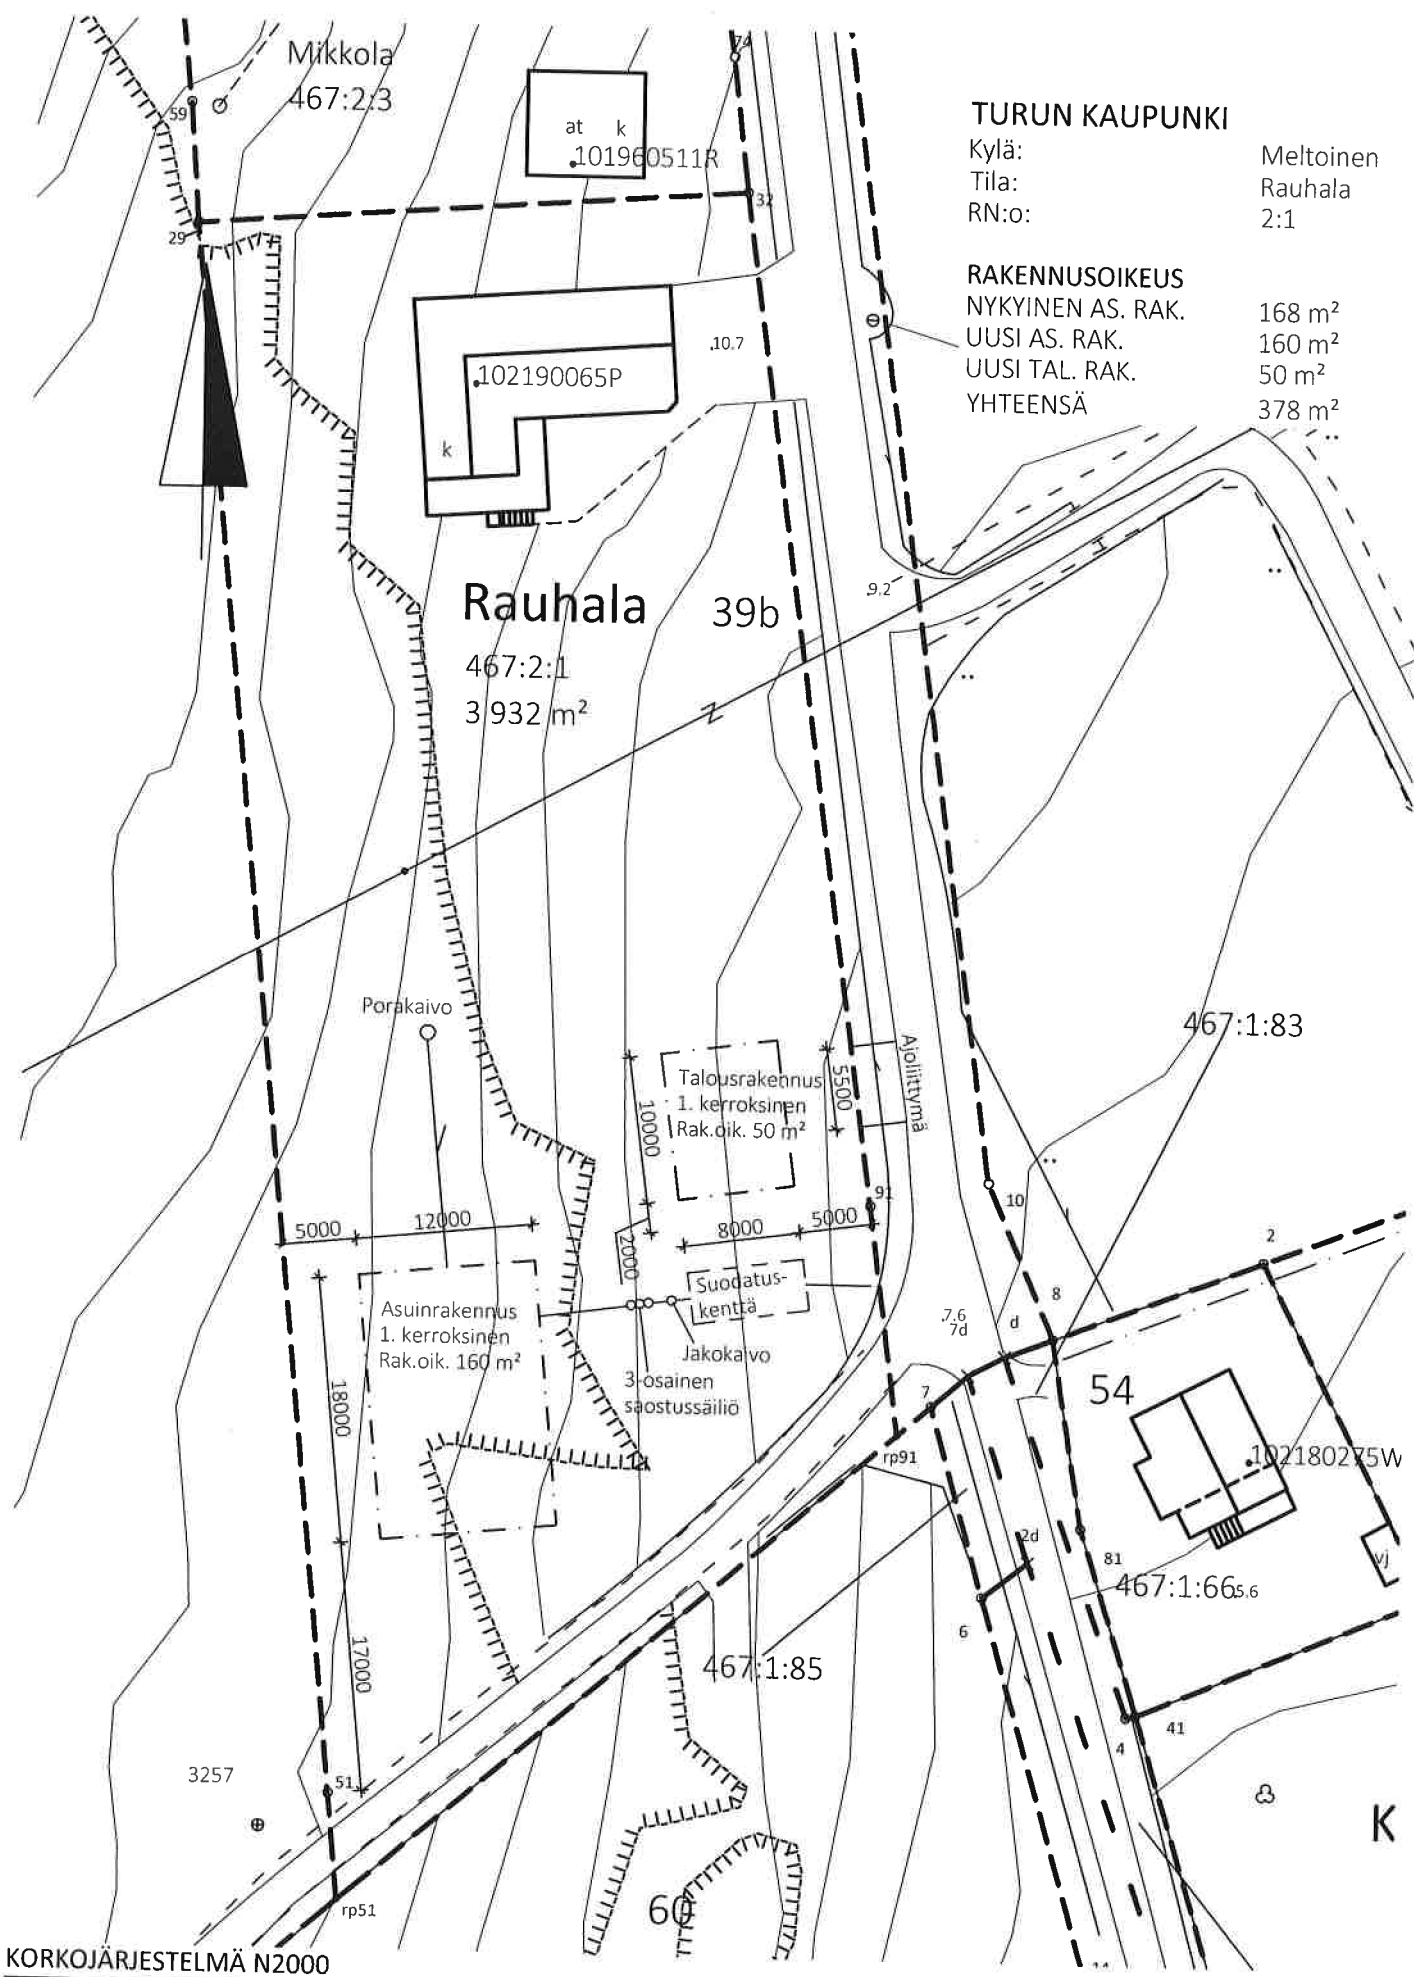 Mikkola
467:2:3
74
59
at k
101960511R
32
29
TURUN KAUPUNKI
Kylä: Meltoinen
Tila: Rauhala
RN:o: 2:1
RAKENNUSOIKEUS
NYKYINEN AS. RAK. 168 m²
UUSI AS. RAK. 160 m²
UUSI TAL. RAK. 50 m²
YHTEENSÄ 378 m²
.10.7
102190065P
k
.9.2
Rauhala 39b
467:2:1
3 932 m²
Porakaivo
467:1:83
Ajoliittymä
Talousrakennus
1. kerroksinen
Rak.oik. 50 m²
5500
10000
91
10
5000
12000
8000
5000
2000
2
Suodatus-
kenttä
Asuinrakennus
1. kerroksinen
Rak.oik. 160 m²
8
d
.7.6
7d
Jakokaivo
3-osainen
saostussäiliö
18000
7
54
rp91
102180275W
2d
81
vj
467:1:66
5.6
6
17000
467:1:85
41
4
3257
51
K
60
rp51
KORKOJÄRJESTELMÄ N2000